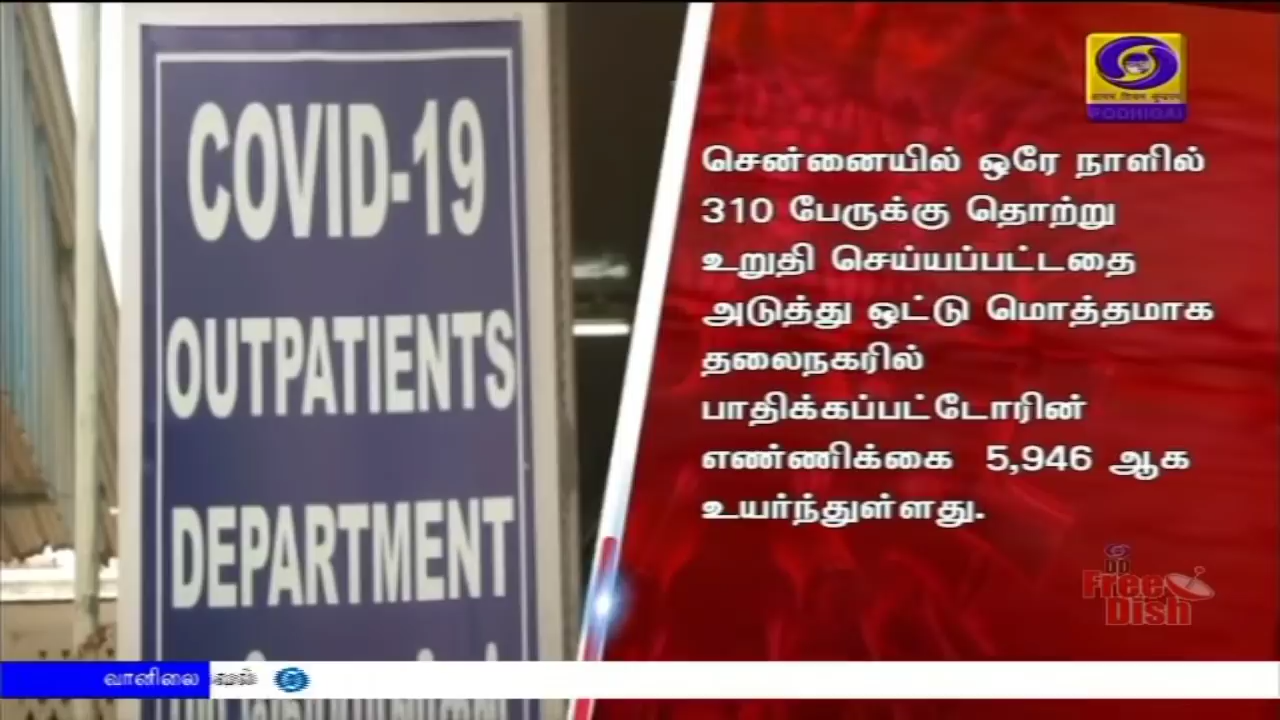 COVID-19
OUTPATIENTS
DEPARTMENT
PODHIGAI
சென்னையில் ஒரே நாளில்
310 பேருக்கு தொற்று
உறுதி செய்யப்பட்டதை
அடுத்து ஒட்டு மொத்தமாக
தலைநகரில்
பாதிக்கப்பட்டோரின்
எண்ணிக்கை 5,946 ஆக
உயர்ந்துள்ளது.
DD
Free
Dish
வானிலை